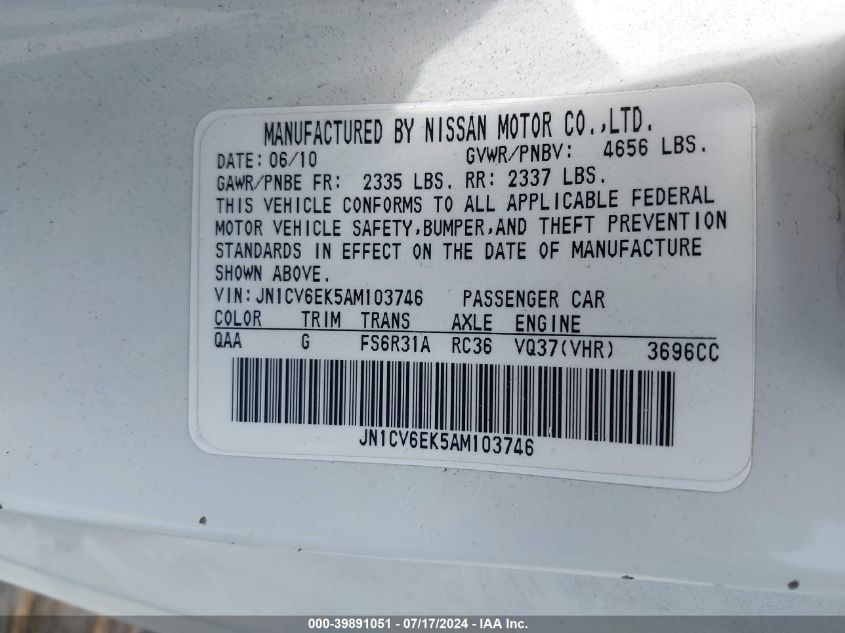 MANUFACTURED BY NISSAN MOTOR CO.,LTD.
DATE: 06/10 GVWR/PNBV: 4656 LBS.
GAWR/PNBE FR: 2335 LBS. RR: 2337 LBS.
THIS VEHICLE CONFORMS TO ALL APPLICABLE FEDERAL
MOTOR VEHICLE SAFETY,BUMPER,AND THEFT PREVENTION
STANDARDS IN EFFECT ON THE DATE OF MANUFACTURE
SHOWN ABOVE.
VIN: JN1CV6EK5AM103746 PASSENGER CAR
COLOR TRIM TRANS AXLE ENGINE
QAA G FS6R31A RC36 VQ37(VHR) 3696CC
JN1CV6EK5AM103746
000-39891051 - 07/17/2024 - IAA Inc.